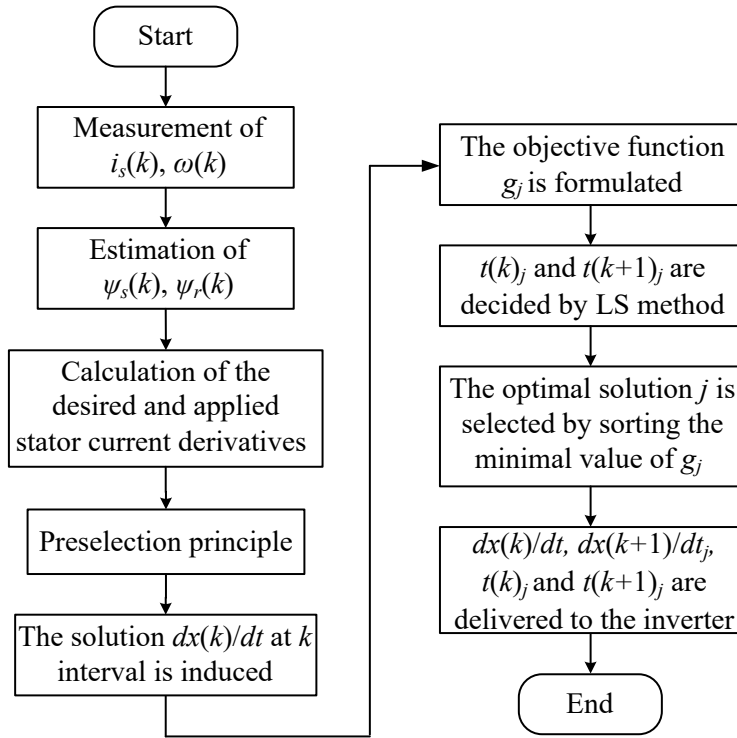 Start
Measurement of
i_s(k), ω(k)
Estimation of
ψ_s(k), ψ_r(k)
Calculation of the
desired and applied
stator current derivatives
Preselection principle
The solution dx(k)/dt at k
interval is induced
The objective function
g_j is formulated
t(k)_j and t(k+1)_j are
decided by LS method
The optimal solution j is
selected by sorting the
minimal value of g_j
dx(k)/dt, dx(k+1)/dt_j,
t(k)_j and t(k+1)_j are
delivered to the inverter
End